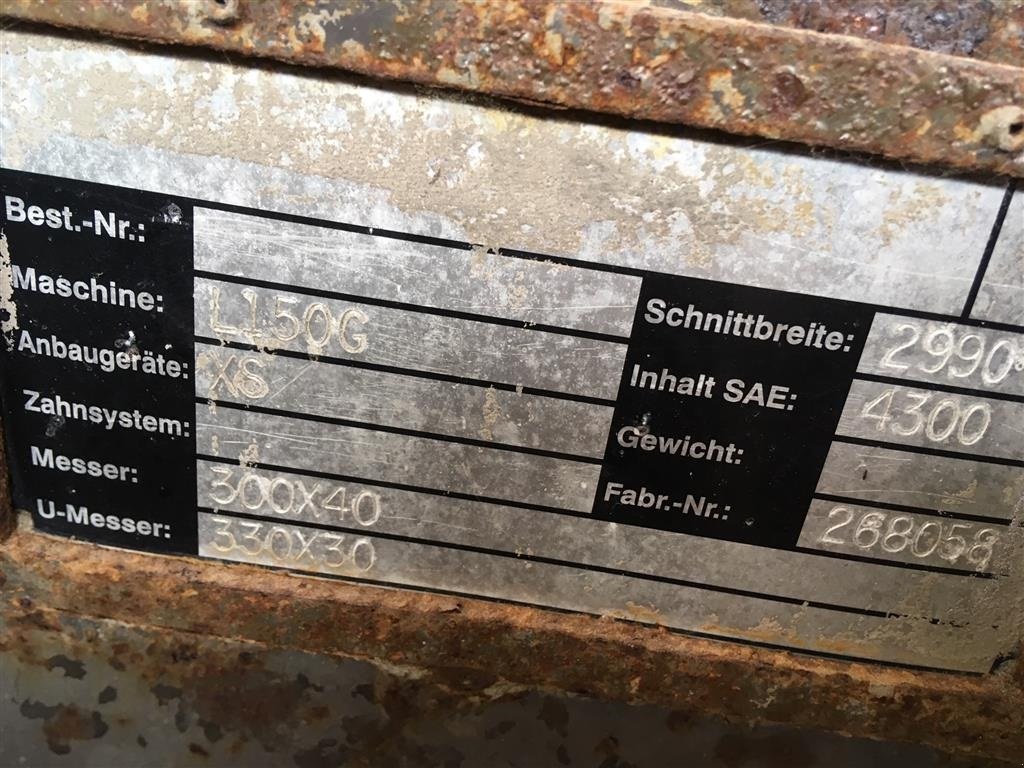 Best.-Nr.:
Maschine: L150G
Anbaugeräte: XS
Zahnsystem:
Messer: 300X40
U-Messer: 330X30
Schnittbreite: 2990
Inhalt SAE: 4300
Gewicht:
Fabr.-Nr.: 268058